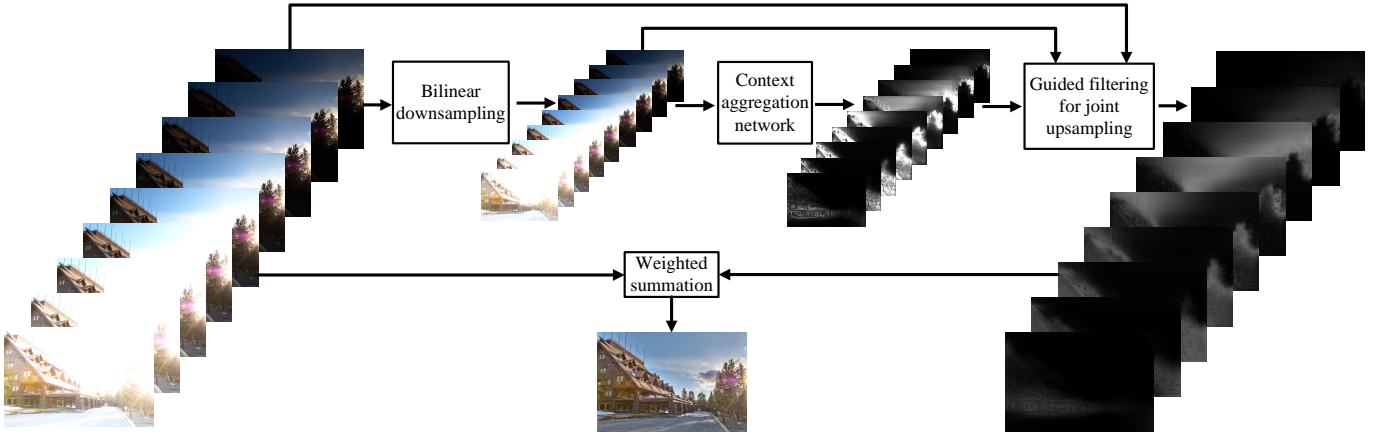 Bilinear
downsampling
Context
aggregation
network
Guided filtering
for joint
upsampling
Weighted
summation